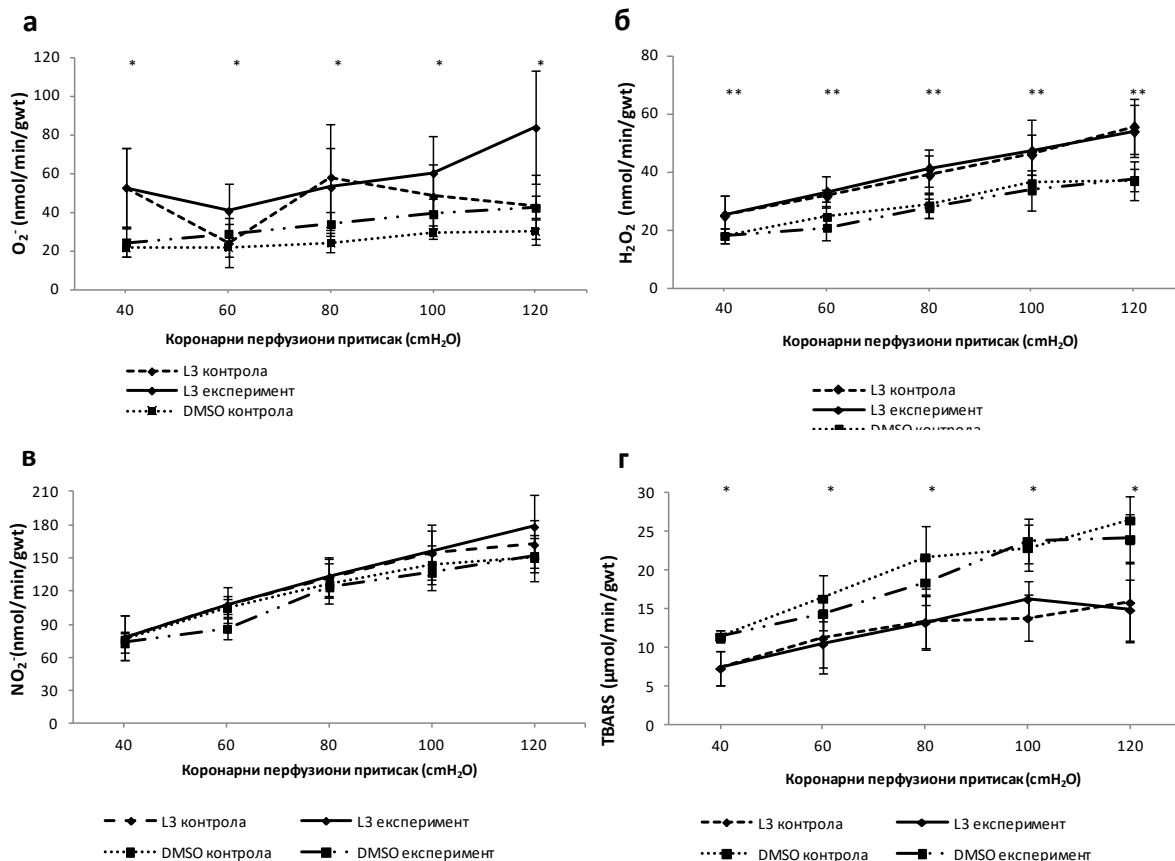 а
O₂⁻ (nmol/min/gwt)
120
100
80
60
40
20
0
* * * * *
40 60 80 100 120
Коронарни перфузиони притисак (cmH₂O)
L3 контрола
L3 експеримент
DMSO контрола
б
H₂O₂ (nmol/min/gwt)
80
60
40
20
0
** ** ** ** **
40 60 80 100 120
Коронарни перфузиони притисак (cmH₂O)
L3 контрола
L3 експеримент
DMSO контрола
в
NO₂⁻ (nmol/min/gwt)
210
180
150
120
90
60
30
0
40 60 80 100 120
Коронарни перфузиони притисак (cmH₂O)
L3 контрола L3 експеримент
DMSO контрола DMSO експеримент
г
TBARS (µmol/min/gwt)
30
25
20
15
10
5
0
* * * * *
40 60 80 100 120
Коронарни перфузиони притисак (cmH₂O)
L3 контрола L3 експеримент
DMSO контрола DMSO експеримент